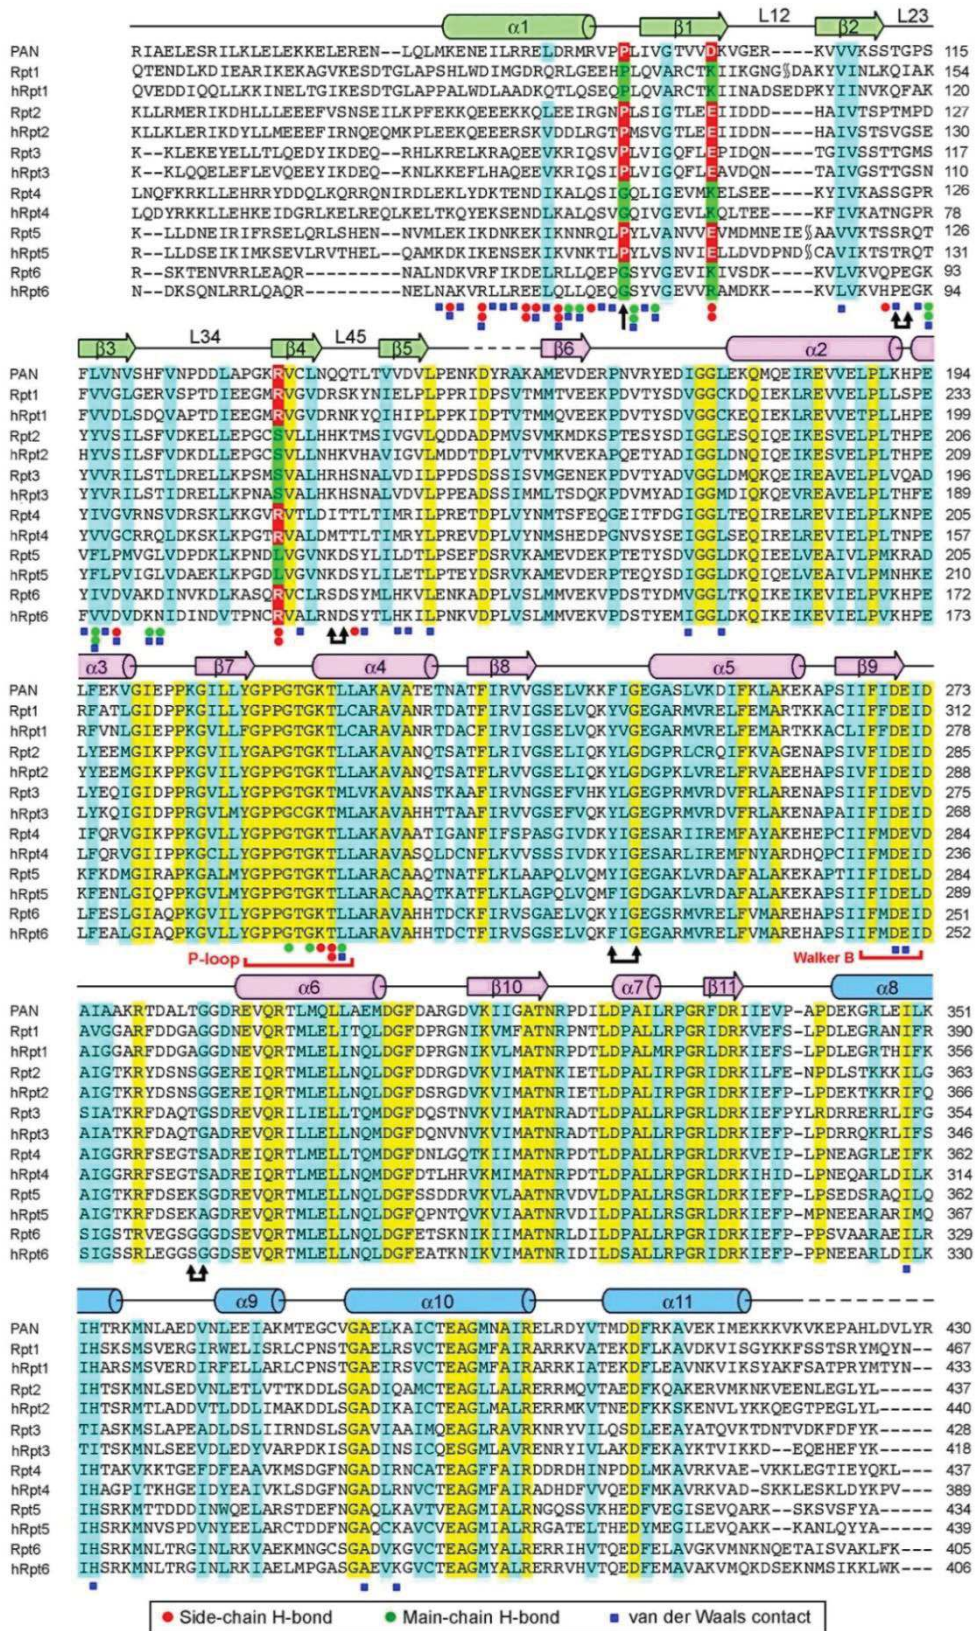 α1 β1 L12 β2 L23
PAN RIAELESRILKLELELEKKELEREN--LQLMKENEILRRELDRMRVPPLIVGTVVDKVGER----KVVVKSSTGPS 115
Rpt1 QTENDLKDIEARIKEKAGVKESDTGLAPSHLWDIMGDRQRLGEEHPLQVARCTKIIKGNG§DAKYVINLKQIAK 154
hRpt1 QVEDDIQQLLKKINELTGIKESDTGLAPPALWDLAADKQTLQSEQPLQVARCTKIINADSEDPKYIINVKQFAK 120
Rpt2 KLLRMERIKDHLLLEEEFVSNSEILKPFEKKQEEEKKQLEEIRGNPLSIGTLEEIIDDD----HAIVTSPTMPD 127
hRpt2 KLLKLERIKDYLLMEEEFIRNQEQMKPLEEKQEEERSKVDDLRGTPMSVGTLEEIIDDN----HAIVSTSVGSE 130
Rpt3 K--KLEKEYELLTLQEDYIKDEQ--RHLKRELKRAQEEVKRIQSVPLVIGQFLEPIDQN----TGIVSSTTGMS 117
hRpt3 K--KLQQELEFLEVQEEYIKDEQ--KNLKKEFLHAQEEVKRIQSIPLVIGQFLEAVDQN----TAIVGSTTGSN 110
Rpt4 LNQFKRKLLEHRRYDDQLKQRRQNIRDLEKLYDKTENDIKALQSIGQLIGEVMKELSEE----KYIVKASSGPR 126
hRpt4 LQDYRKKLLEHKEIDGRLKELREQLKELTKQYEKSENDLKALQSVGQIVGEVLKQLTEE----KFIVKATNGPR 78
Rpt5 K--LLDNEIRIFRSELQRLSHEN--NVMLEKIKDNKEKIKNNRQLPYLVANVVEVMDMNEIE§AAVVKTSSRQT 126
hRpt5 R--LLDSEIKIMKSEVLRVTHEL--QAMKDKIKENSEKIKVNKTLPYLVSNVIELLDVDPND§CAIVKTSTRQT 131
Rpt6 R--SKTENVRRLEAQR---------NALNDKVRFIKDELRLLQEPGSYVGEVIKIVSDK----KVLVKVQPEGK 93
hRpt6 N--DKSQNLRRLQAQR---------NELNAKVRLLREELQLLQEQGSYVGEVVRAMDKK----KVLVKVHPEGK 94
β3 L34 β4 L45 β5 β6 α2
PAN FLVNVSHFVNPDDLAPGKRVCLNQQTLTVVDVLPENKDYRAKAMEVDERPNVRYEDIGGLEKQMQEIREVVELPLKHPE 194
Rpt1 FVVGLGERVSPTDIEEGMRVGVDRSKYNIELPLPPRIDPSVTMMTVEEKPDVTYSDVGGCKDQIEKLREVVELPLLSPE 233
hRpt1 FVVDLSDQVAPTDIEEGMRVGVDRNKYQIHIPLPPKIDPTVTMMQVEEKPDVTYSDVGGCKEQIEKLREVVETPLLHPE 199
Rpt2 YYVSILSFVDKELLEPGCSVLLHHKTMSIVGVLQDDADPMVSVMKMDKSPTESYSDIGGLESQIQEIKESVELPLTHPE 206
hRpt2 HYVSILSFVDKDLLEPGCSVLLNHKVHAVIGVLMDDTDPLVTVMKVEKAPQETYADIGGLDNQIQEIKESVELPLTHPE 209
Rpt3 YVVRILSTLDRELLKPSMSVALHRHSNALVDILPPDSDSSISVMGENEKPDVTYADVGGLDMQKQEIREAVELPLVQAD 196
hRpt3 YYVRILSTIDRELLKPNASVALHKHSNALVDVLPPEADSSIMMLTSDQKPDVMYADIGGMDIQKQEVREAVELPLTHFE 189
Rpt4 YIVGVRNSVDRSKLKKGVRVTLDITTLTIMRILPRETDPLVYNMTSFEQGEITFDGIGGLTEQIRELREVIELPLKNPE 205
hRpt4 YVVGCRRQLDKSKLKPGTRVALDMTTLTIMRYLPREVDPLVYNMSHEDPGNVSYSEIGGLSEQIRELREVIELPLTNPE 157
Rpt5 VFLPMVGLVDPDKLKPNDLVGVNKDSYLILDTLPSEFDSRVKAMEVDEKPTETYSDVGGLDKQIEELVEAIVLPMKRAD 205
hRpt5 YFLPVIGLVDAEKLKPGDLVGVNKDSYLILETLPTEYDSRVKAMEVDERPTEQYSDIGGLDKQIQELVEAIVLPMNHKE 210
Rpt6 YIVDVAKDINVKDLKASQRVCLRSDSYMLHKVLENKADPLVSLMMVEKVPDSTYDMVGGLTKQIKEIKEVIELPVKHPE 172
hRpt6 FVVDVDKNIDINDVTPNCRVALRNDSYTLHKILPNKVDPLVSLMMVEKVPDSTYEMIGGLDKQIKEIKEVIELPVKHPE 173
α3 β7 α4 β8 α5 β9
PAN LFEKVGIEPPKGILLYGPPGTGKTLLAKAVATETNATFIRVVGSELVKKFIGEGASLVKDIFKLAKEKAPSIIFIDEID 273
Rpt1 RFATLGIDPPKGILLYGPPGTGKTLCARAVANRTDATFIRVIGSELVQKYVGEGARMVRELFEMARTKKACIIFFDEID 312
hRpt1 RFVNLGIEPPKGVLLFGPPGTGKTLCARAVANRTDACFIRVIGSELVQKYVGEGARMVRELFEMARTKKACLIFFDEID 278
Rpt2 LYEEMGIKPPKGVILYGAPGTGKTLLAKAVANQTSATFLRIVGSELIQKYLGDGPRLCRQIFKVAGENAPSIVFIDEID 285
hRpt2 YYEEMGIKPPKGVILYGPPGTGKTLLAKAVANQTSATFLRVVGSELIQKYLGDGPKLVRELFRVAEEHAPSIVFIDEID 288
Rpt3 LYEQIGIDPPRGVLLYGPPGTGKTMLVKAVANSTKAAFIRVNGSEFVHKYLGEGPRMVRDVFRLARENAPSIIFIDEVD 275
hRpt3 LYKQIGIDPPRGVLMYGPPGCGKTMLAKAVAHHTTAAFIRVVGSEFVQKYLGEGPRMVRDVFRLAKENAPAIIFIDEID 268
Rpt4 IFQRVGIKPPKGVLLYGPPGTGKTLLAKAVAATIGANFIFSPASGIVDKYIGESARIIREMFAYAKEHEPCIIFMDEVD 284
hRpt4 LFQRVGIIPPKGCLLYGPPGTGKTLLARAVASQLDCNFLKVVSSSIVDKYIGESARLIREMFNYARDHQPCIIFMDEID 236
Rpt5 KFKDMGIRAPKGALMYGPPGTGKTLLARACAAQTNATFLKLAAPQLVQMYIGEGAKLVRDAFALAKEKAPTIIFIDELD 284
hRpt5 KFENLGIQPPKGVLMYGPPGTGKTLLARACAAQTKATFLKLAGPQLVQMFIGDGAKLVRDAFALAKEKAPSIIFIDELD 289
Rpt6 LFESLGIAQPKGVILYGPPGTGKTLLARAVAHHTDCKFIRVSGAELVQKYIGEGSRMVRELFVMAREHAPSIIFMDEID 251
hRpt6 LFEALGIAQPKGVLLYGPPGTGKTLLARAVAHHTDCTFIRVSGSELVQKFIGEGARMVRELFVMAREHAPSIIFMDEID 252
P-loop Walker B
α6 β10 α7 β11 α8
PAN AIAAKRTDALTGGDREVQRTLMQLLAEMDGFDARGDVKIIGATNRPDILDPAILRPGRFDRIIEVP-APDEKGRLEILK 351
Rpt1 AVGGARFDDGAGGDNEVQRTMLELITQLDGFDPRGNIKVMFATNRPNTLDPALLRPGRIDRKVEFS-LPDLEGRANIFR 390
hRpt1 AIGGARFDDGAGGDNEVQRTMLELINQLDGFDPRGNIKVLMATNRPDTLDPALMRPGRLDRKIEFS-LPDLEGRTHIFK 356
Rpt2 AIGTKRYDSNSGGEREIQRTMLELLNQLDGFDDRGDVKVIMATNKIETLDPALIRPGRIDRKILFE-NPDLSTKKKILG 363
hRpt2 AIGTKRYDSNSGGEREIQRTMLELLNQLDGFDSRGDVKVIMATNRIETLDPALIRPGRIDRKIEFP-LPDEKTKKRIFQ 366
Rpt3 SIATKRFDAQTGSDREVQRILIELLTQMDGFDQSTNVKVIMATNRADTLDPALLRPGRLDRKIEFPYLRDRRERRLIFG 354
hRpt3 AIATKRFDAQTGADREVQRILLELLNQMDGFDQNVNVKVIMATNRADTLDPALLRPGRLDRKIEFP-LPDRRQKRLIFS 346
Rpt4 AIGGRRFSEGTSADREIQRTLMELLTQMDGFDNLGQTKIIMATNRPDTLDPALLRPGRLDRKVEIP-LPNEAGRLEIFK 362
hRpt4 AIGGRRFSEGTSADREIQRTLMELLNQMDGFDTLHRVKMIMATNRPDTLDPALLRPGRLDRKIHID-LPNEQARLDILK 314
Rpt5 AIGTKRFDSEKSGDREVQRTMLELLNQLDGFSSDDRVKVLAATNRVDVLDPALLRSGRLDRKIEFP-LPSEDSRAQILQ 362
hRpt5 AIGTKRFDSEKAGDREVQRTMLELLNQLDGFQPNTQVKVIAATNRVDILDPALLRSGRLDRKIEFP-MPNEEARARIMQ 367
Rpt6 SIGSTRVEGSGGGDSEVQRTMLELLNQLDGFETSKNIKIIMATNRLDILDPALLRPGRIDRKIEFP-PPSVAARAEILR 329
hRpt6 SIGSSRLEGGSGGDSEVQRTMLELLNQLDGFEATKNIKVIMATNRIDILDSALLRPGRIDRKIEFP-PPNEEARLDILK 330
α9 α10 α11
PAN IHTRKMNLAEDVNLEEIAKMTEGCVGAELKAICTEAGMNAIRELRDYVTMDDFRKAVEKIMEKKKVKVKEPAHLDVLYR 430
Rpt1 IHSKSMSVERGIRWELISRLCPNSTGAELRSVCTEAGMFAIRARRKVATEKDFLKAVDKVISGYKKFSSTSRYMQYN-- 467
hRpt1 IHARSMSVERDIRFELLARLCPNSTGAEIRSVCTEAGMFAIRARRKIATEKDFLEAVNKVIKSYAKFSATPRYMTYN-- 433
Rpt2 IHTSKMNLSEDVNLETLVTTKDDLSGADIQAMCTEAGLLALRERRMQVTAEDFKQAKERVMKNKVEENLEGLYL----- 437
hRpt2 IHTSRMTLADDVTLDDLIMAKDDLSGADIKAICTEAGLMALRERRMKVTNEDFKKSKENVLYKKQEGTPEGLYL----- 440
Rpt3 TIASKMSLAPEADLDSLIIRNDSLSGAVIAAIMQEAGLRAVRKNRYVILQSDLEEAYATQVKTDNTVDKFDFYK----- 428
hRpt3 TITSKMNLSEEVDLEDYVARPDKISGADINSICQESGMLAVRENRYIVLAKDFEKAYKTVIKKD--EQEHEFYK----- 418
Rpt4 IHTAKVKKTGEFDFEAAVKMSDGFNGADIRNCATEAGFFAIRDDRDHINPDDLMKAVRKVAE-VKKLEGTIEYQKL--- 437
hRpt4 IHAGPITKHGEIDYEAIVKLSDGFNGADLRNVCTEAGMFAIRADHDFVVQEDFMKAVRKVAD-SKKLESKLDYKPV--- 389
Rpt5 IHSRKMTTDDDINWQELARSTDEFNGAQLKAVTVEAGMIALRNGQSSVKHEDFVEGISEVQARK---SKSVSFYA---- 434
hRpt5 IHSRKMNVSPDVNYEELARCTDDFNGAQCKAVCVEAGMIALRRGATELTHEDYMEGILEVQAKK---KANLQYYA---- 439
Rpt6 IHSRKMNLTRGINLRKVAEKMNGCSGADVKGVCTEAGMYALRERRIHVTQEDFELAVGKVMNKNQETAISVAKLFK--- 405
hRpt6 IHSRKMNLTRGINLRKIAELMPGASGAEVKGVCTEAGMYALRERRVHVTQEDFEMAVAKVMQKDSEKNMSIKKLWK--- 406
Side-chain H-bond Main-chain H-bond van der Waals contact